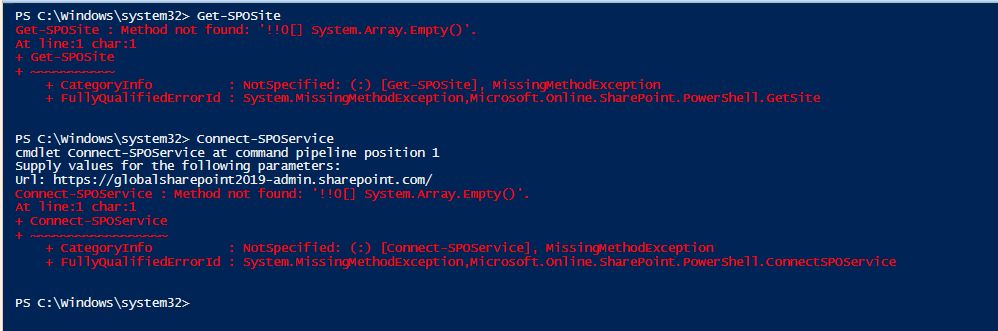 PS C:\Windows\system32> Get-SPOSite
Get-SPOSite : Method not found: '!!0[] System.Array.Empty()'.
At line:1 char:1
+ Get-SPOSite
+ ~~~~~~~~~~~
    + CategoryInfo          : NotSpecified: (:) [Get-SPOSite], MissingMethodException
    + FullyQualifiedErrorId : System.MissingMethodException,Microsoft.Online.SharePoint.PowerShell.GetSite
PS C:\Windows\system32> Connect-SPOService
cmdlet Connect-SPOService at command pipeline position 1
Supply values for the following parameters:
Url: https://globalsharepoint2019-admin.sharepoint.com/
Connect-SPOService : Method not found: '!!0[] System.Array.Empty()'.
At line:1 char:1
+ Connect-SPOService
+ ~~~~~~~~~~~~~~~~~~
    + CategoryInfo          : NotSpecified: (:) [Connect-SPOService], MissingMethodException
    + FullyQualifiedErrorId : System.MissingMethodException,Microsoft.Online.SharePoint.PowerShell.ConnectSPOService
PS C:\Windows\system32>